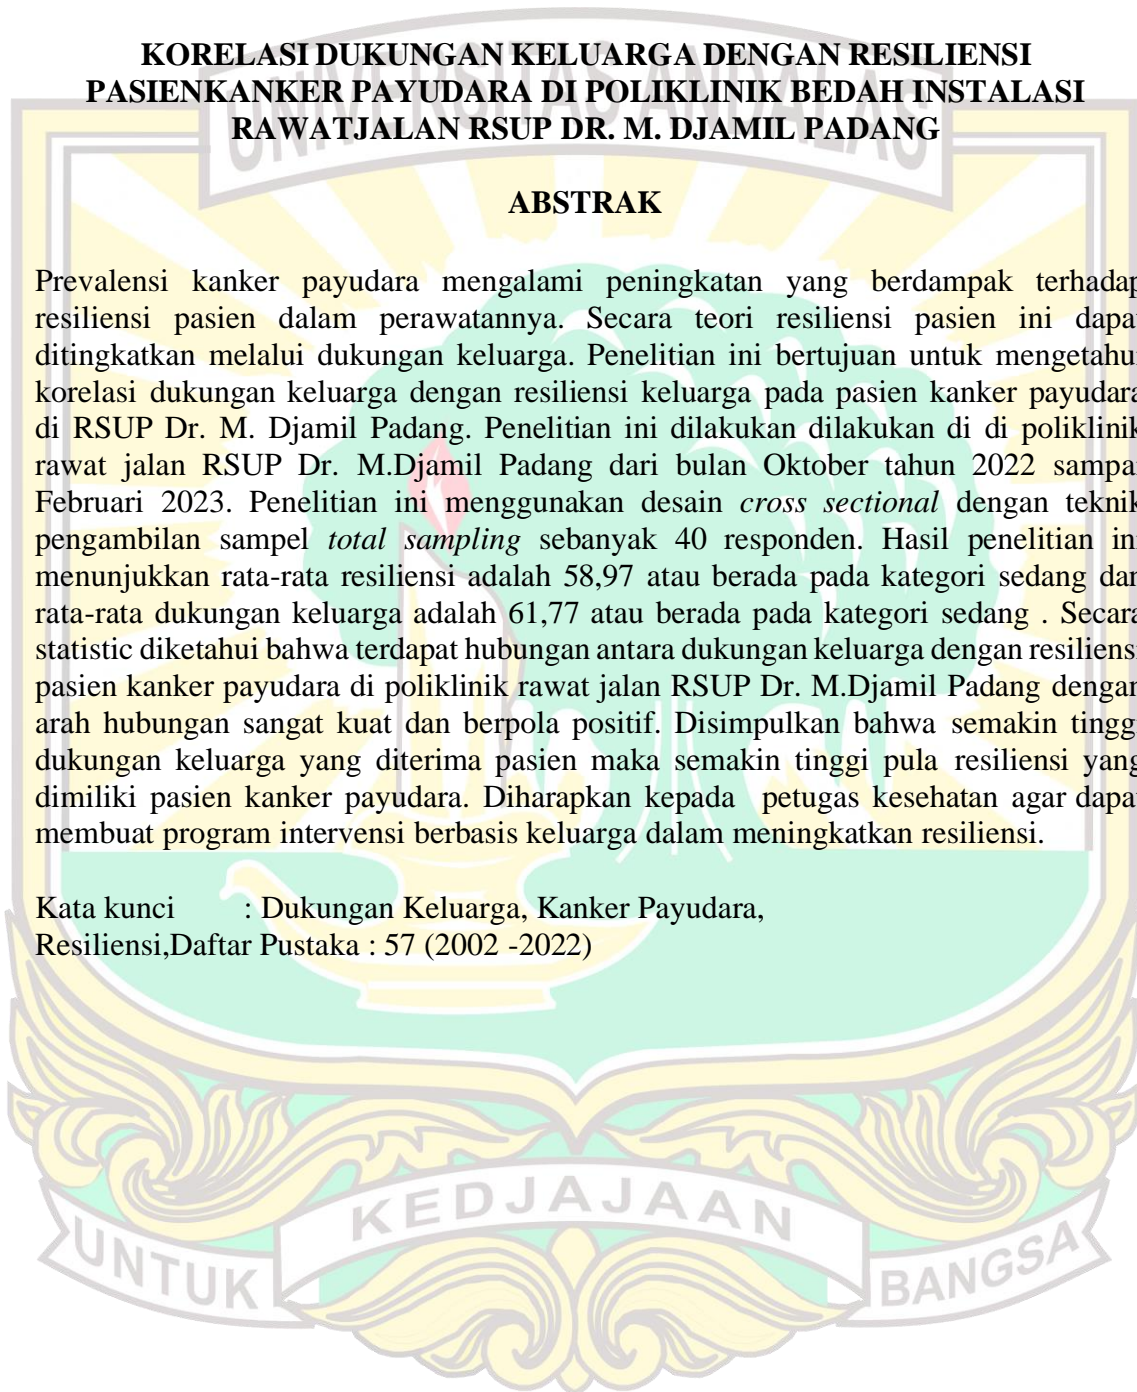 UNIVERSITAS ANDALAS
KORELASI DUKUNGAN KELUARGA DENGAN RESILIENSI
PASIENKANKER PAYUDARA DI POLIKLINIK BEDAH INSTALASI
RAWATJALAN RSUP DR. M. DJAMIL PADANG
ABSTRAK
Prevalensi kanker payudara mengalami peningkatan yang berdampak terhadap
resiliensi pasien dalam perawatannya. Secara teori resiliensi pasien ini dapat
ditingkatkan melalui dukungan keluarga. Penelitian ini bertujuan untuk mengetahui
korelasi dukungan keluarga dengan resiliensi keluarga pada pasien kanker payudara
di RSUP Dr. M. Djamil Padang. Penelitian ini dilakukan dilakukan di di poliklinik
rawat jalan RSUP Dr. M.Djamil Padang dari bulan Oktober tahun 2022 sampai
Februari 2023. Penelitian ini menggunakan desain cross sectional dengan teknik
pengambilan sampel total sampling sebanyak 40 responden. Hasil penelitian ini
menunjukkan rata-rata resiliensi adalah 58,97 atau berada pada kategori sedang dan
rata-rata dukungan keluarga adalah 61,77 atau berada pada kategori sedang . Secara
statistic diketahui bahwa terdapat hubungan antara dukungan keluarga dengan resiliensi
pasien kanker payudara di poliklinik rawat jalan RSUP Dr. M.Djamil Padang dengan
arah hubungan sangat kuat dan berpola positif. Disimpulkan bahwa semakin tinggi
dukungan keluarga yang diterima pasien maka semakin tinggi pula resiliensi yang
dimiliki pasien kanker payudara. Diharapkan kepada petugas kesehatan agar dapat
membuat program intervensi berbasis keluarga dalam meningkatkan resiliensi.
Kata kunci : Dukungan Keluarga, Kanker Payudara,
Resiliensi,Daftar Pustaka : 57 (2002 -2022)
UNTUK KEDJAJAAN BANGSA